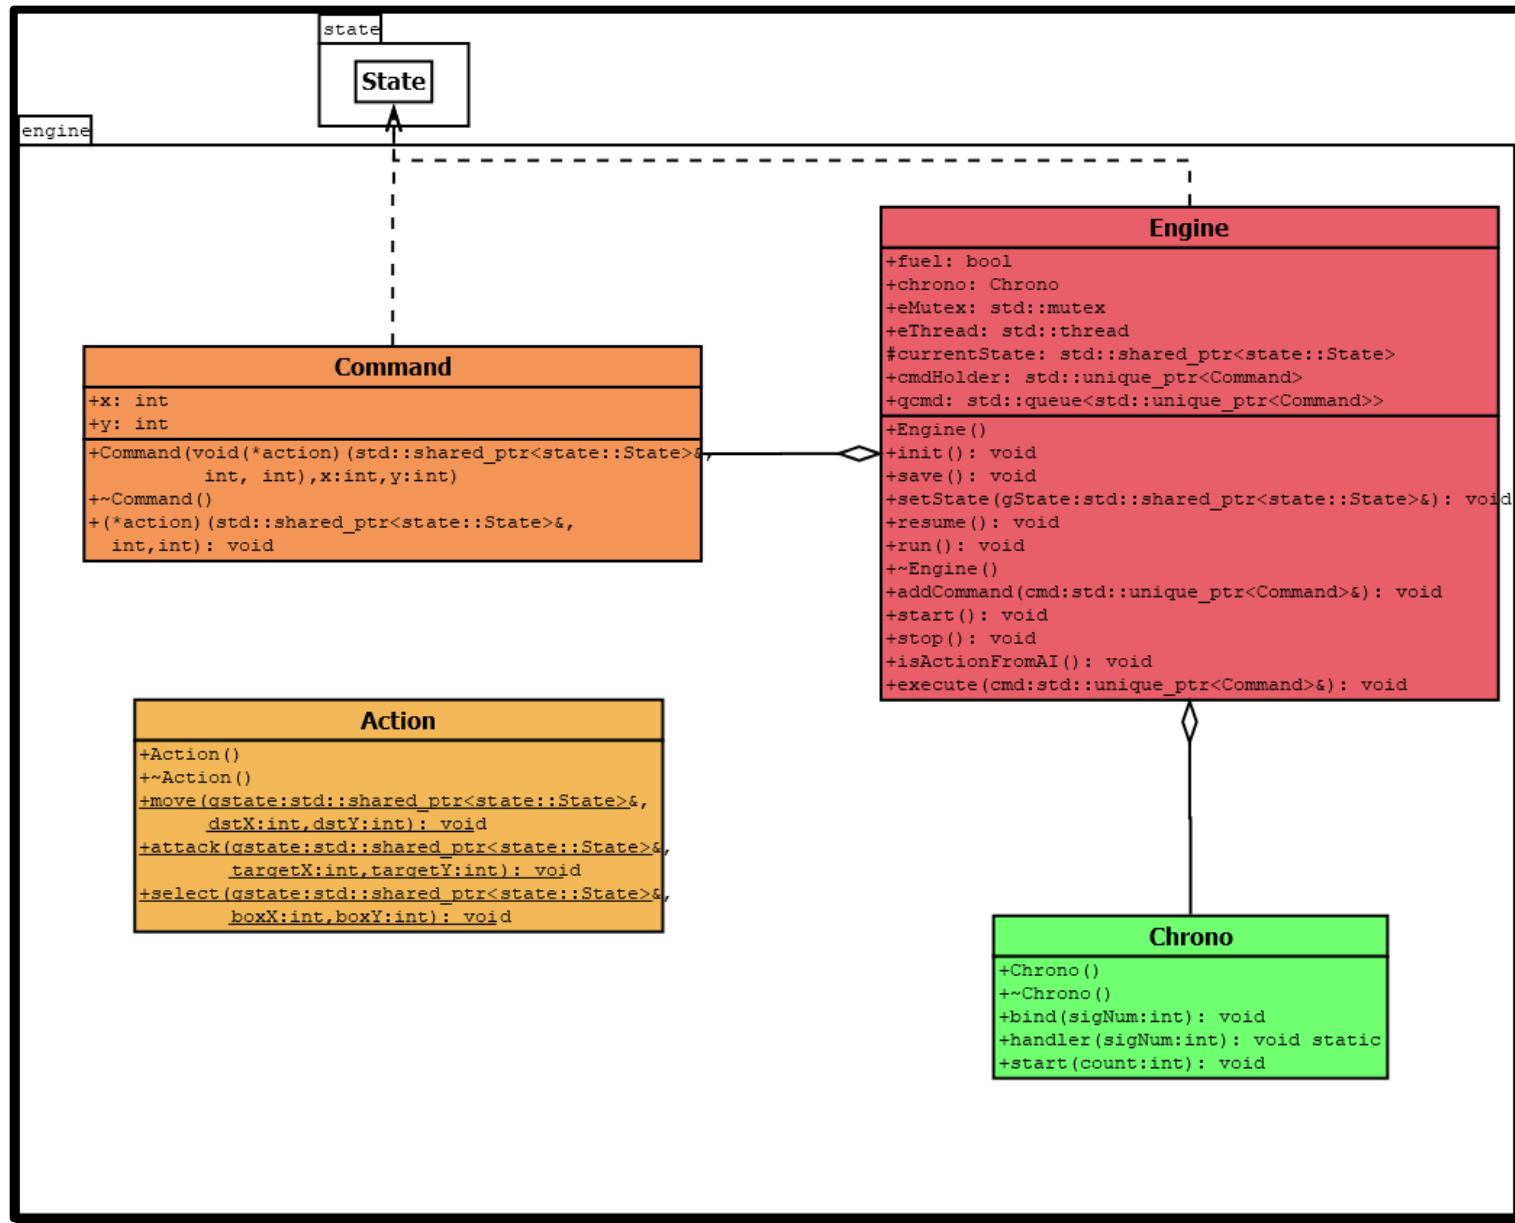 state
State
engine
Engine
+fuel: bool
+chrono: Chrono
+eMutex: std::mutex
+eThread: std::thread
#currentState: std::shared_ptr<state::State>
+cmdHolder: std::unique_ptr<Command>
+qcmd: std::queue<std::unique_ptr<Command>>
+Engine()
+init(): void
+save(): void
+setState(gState:std::shared_ptr<state::State>&): void
+resume(): void
+run(): void
+~Engine()
+addCommand(cmd:std::unique_ptr<Command>&): void
+start(): void
+stop(): void
+isActionFromAI(): void
+execute(cmd:std::unique_ptr<Command>&): void
Command
+x: int
+y: int
+Command(void(*action)(std::shared_ptr<state::State>&,
int, int),x:int,y:int)
+~Command()
+(*action)(std::shared_ptr<state::State>&,
int,int): void
Action
+Action()
+~Action()
+move(gstate:std::shared_ptr<state::State>&,
dstX:int,dstY:int): void
+attack(gstate:std::shared_ptr<state::State>&,
targetX:int,targetY:int): void
+select(gstate:std::shared_ptr<state::State>&,
boxX:int,boxY:int): void
Chrono
+Chrono()
+~Chrono()
+bind(sigNum:int): void
+handler(sigNum:int): void static
+start(count:int): void